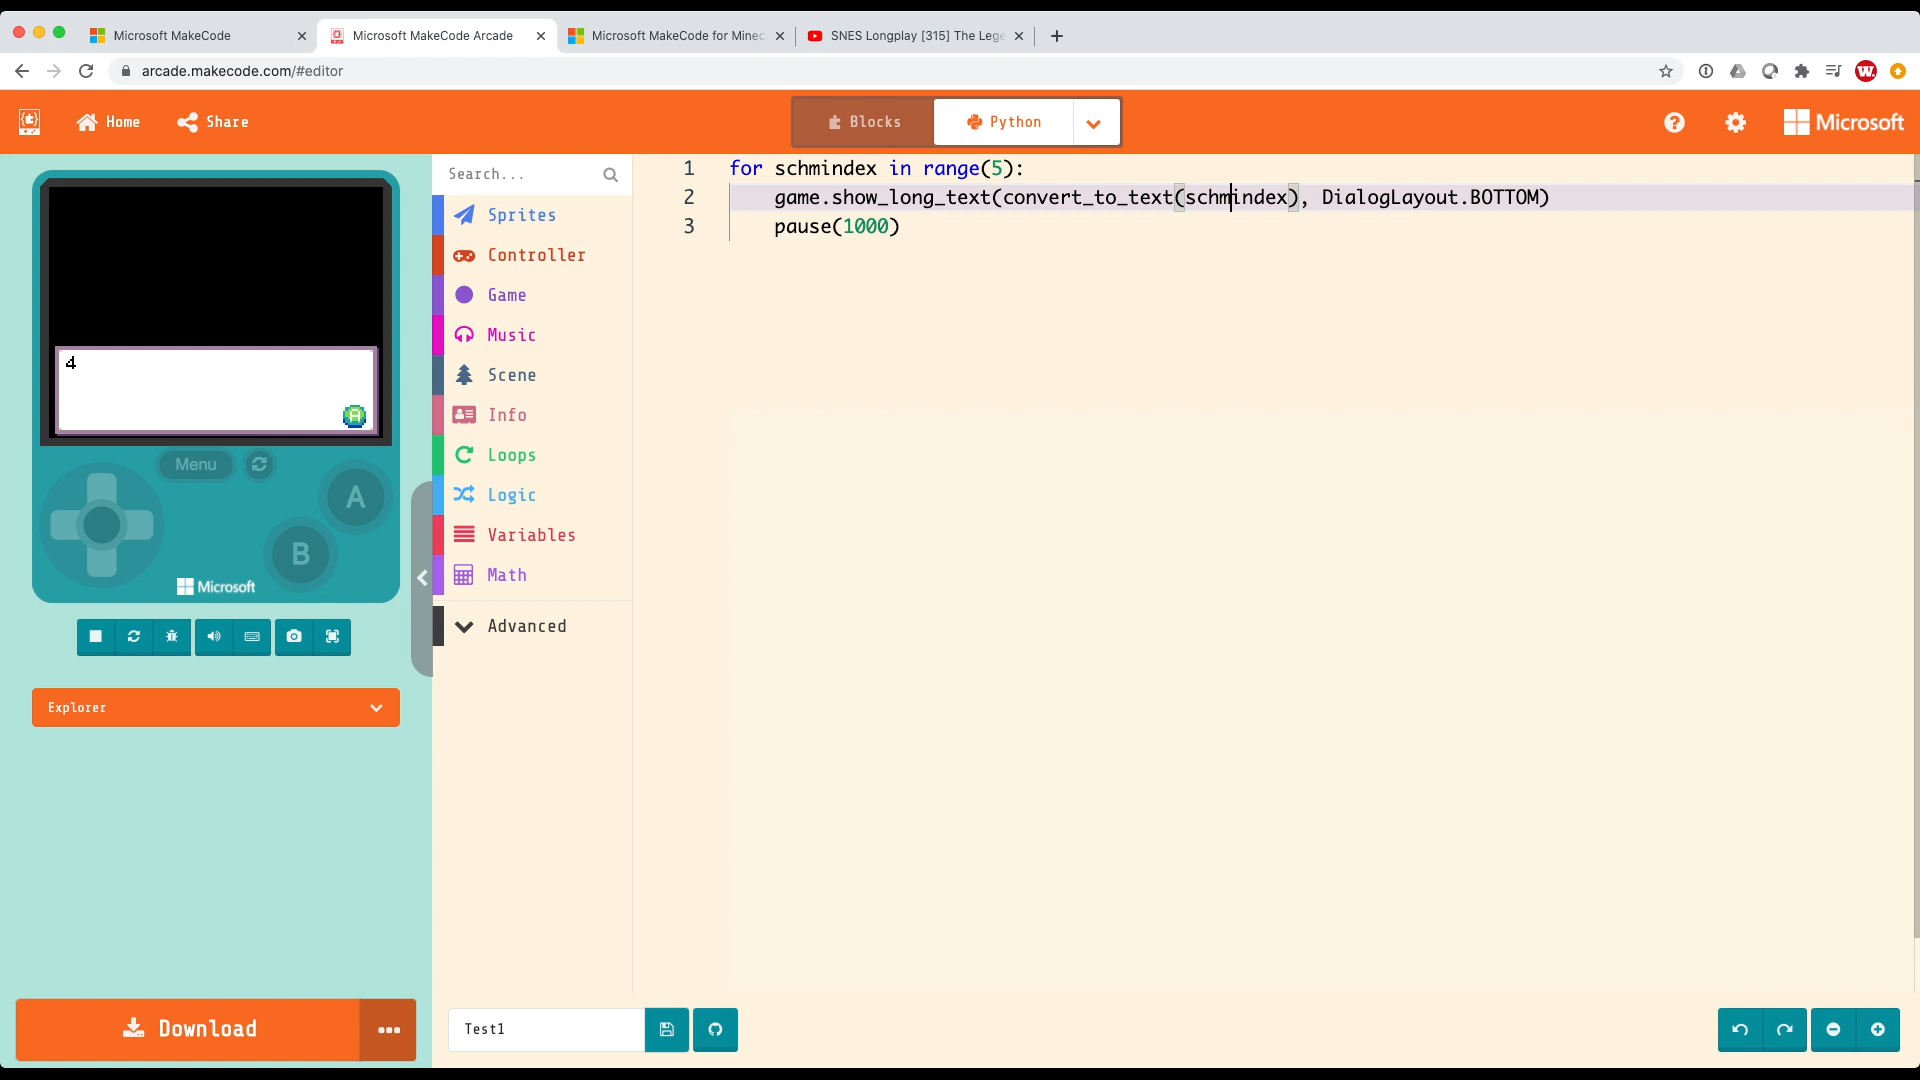 Microsoft MakeCode
Microsoft MakeCode Arcade
Microsoft MakeCode for Minec
SNES Longplay [315] The Lege
arcade.makecode.com/#editor
Home
Share
Blocks
Python
Microsoft
Search...
1 for schmindex in range(5):
2 game.show_long_text(convert_to_text(schmindex), DialogLayout.BOTTOM)
3 pause(1000)
Sprites
Controller
Game
Music
Scene
Info
Loops
Logic
Variables
Math
Advanced
4
A
Menu
A
B
Microsoft
Explorer
Download
Test1